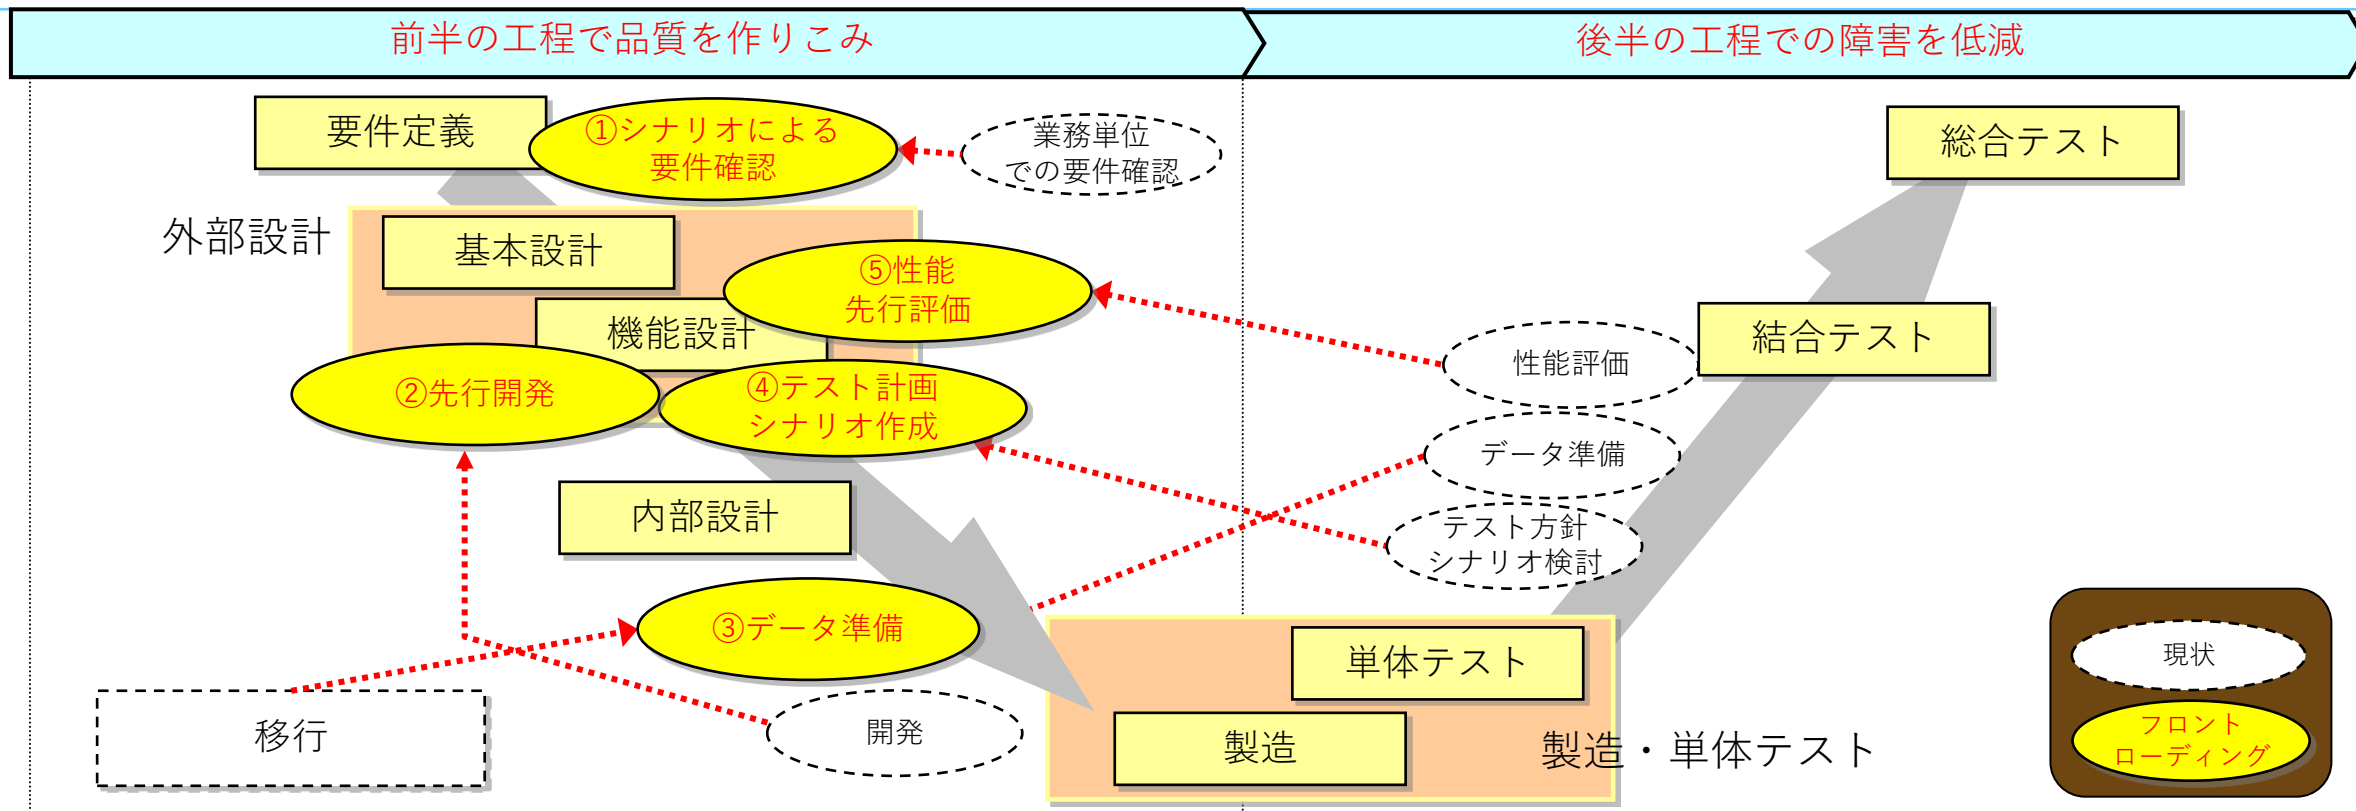 前半の工程で品質を作りこみ
後半の工程での障害を低減
要件定義
①シナリオによる
要件確認
業務単位
での要件確認
総合テスト
外部設計
基本設計
⑤性能
先行評価
機能設計
性能評価
結合テスト
②先行開発
④テスト計画
シナリオ作成
データ準備
内部設計
テスト方針
シナリオ検討
③データ準備
単体テスト
現状
移行
開発
製造
製造・単体テスト
フロント
ローディング